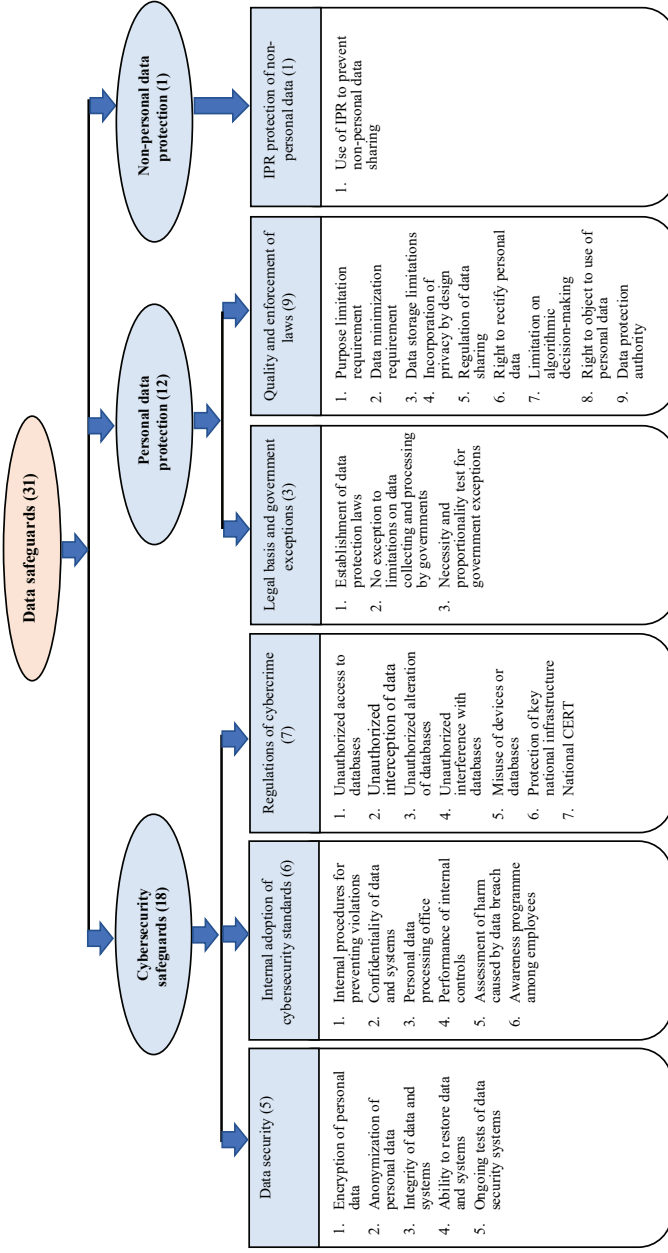 Data safeguards (31)
Cybersecurity
safeguards (18)
Personal data
protection (12)
Non-personal data
protection (1)
Data security (5)
1. Encryption of personal
data
2. Anonymization of
personal data
3. Integrity of data and
systems
4. Ability to restore data
and systems
5. Ongoing tests of data
security systems
Internal adoption of
cybersecurity standards (6)
1. Internal procedures for
preventing violations
2. Confidentiality of data
and systems
3. Personal data
processing office
4. Performance of internal
controls
5. Assessment of harm
caused by data breach
6. Awareness programme
among employees
Regulations of cybercrime
(7)
1. Unauthorized access to
databases
2. Unauthorized
interception of data
3. Unauthorized alteration
of databases
4. Unauthorized
interference with
databases
5. Misuse of devices or
databases
6. Protection of key
national infrastructure
7. National CERT
Legal basis and government
exceptions (3)
1. Establishment of data
protection laws
2. No exception to
limitations on data
collecting and processing
by governments
3. Necessity and
proportionality test for
government exceptions
Quality and enforcement of
laws (9)
1. Purpose limitation
requirement
2. Data minimization
requirement
3. Data storage limitations
4. Incorporation of
privacy by design
5. Regulation of data
sharing
6. Right to rectify personal
data
7. Limitation on
algorithmic
decision-making
8. Right to object to use of
personal data
9. Data protection
authority
IPR protection of non-
personal data (1)
1. Use of IPR to prevent
non-personal data
sharing